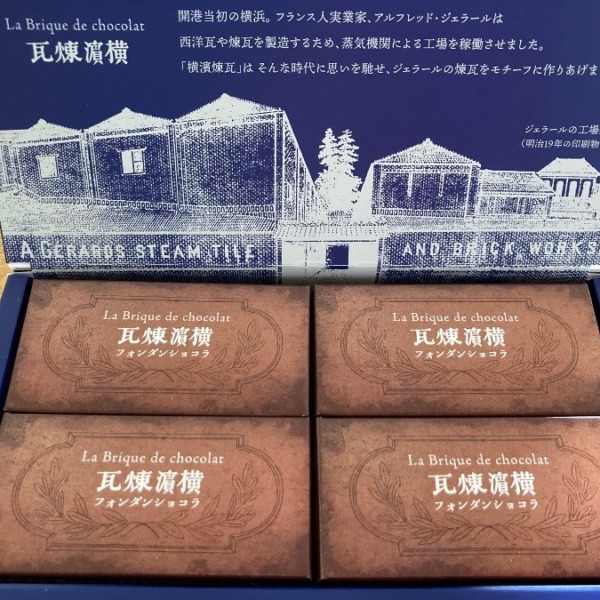 La Brique de chocolat
瓦煉濵横
開港当初の横浜。フランス人実業家、アルフレッド・ジェラールは
西洋瓦や煉瓦を製造するため、蒸気機関による工場を稼働させました。
「横濱煉瓦」は そんな時代に思いを馳せ、ジェラールの煉瓦をモチーフに作りあげま
ジェラールの工場
(明治19年の印刷物
A.GERARDS STEAM TILE AND BRICK WORKS
La Brique de chocolat
瓦煉濵横
フォンダンショコラ
La Brique de chocolat
瓦煉濵横
フォンダンショコラ
La Brique de chocolat
瓦煉濵横
フォンダンショコラ
La Brique de chocolat
瓦煉濵横
フォンダンショコラ